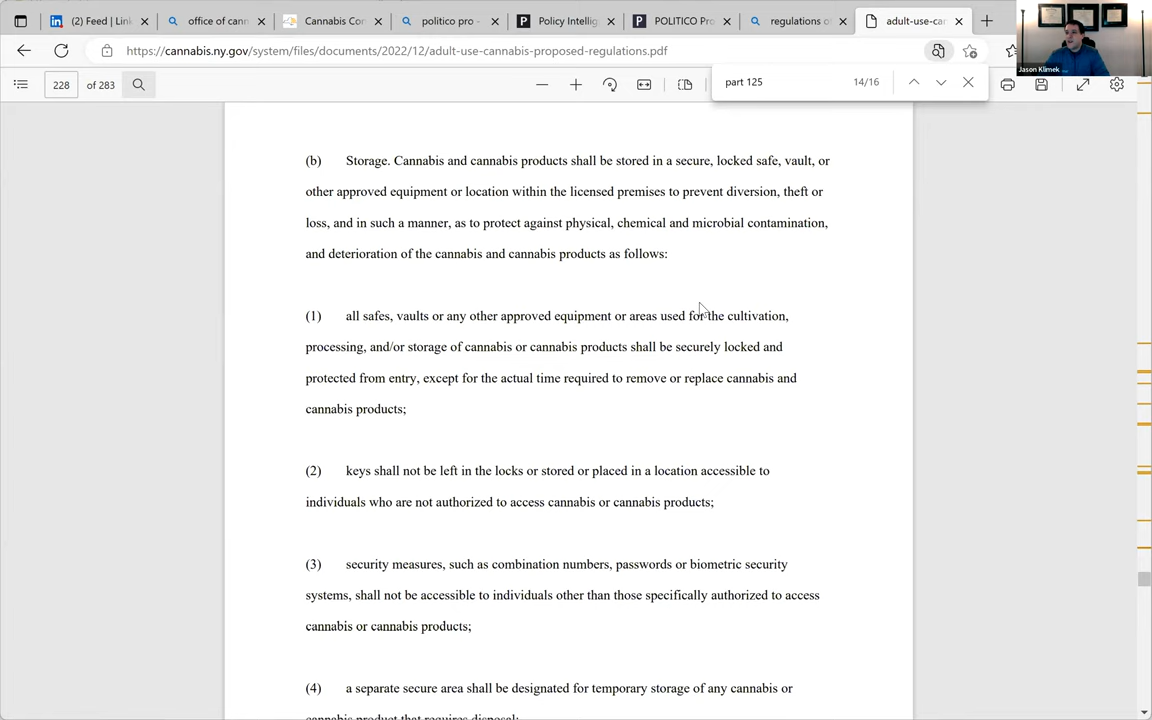 (2) Feed | Link
office of cann
Cannabis Con
politico pro -
Policy Intellig
POLITICO Pro
regulations o
adult-use-can
https://cannabis.ny.gov/system/files/documents/2022/12/adult-use-cannabis-proposed-regulations.pdf
Jason Klimek
228 of 283
part 125 14/16
(b) Storage. Cannabis and cannabis products shall be stored in a secure, locked safe, vault, or
other approved equipment or location within the licensed premises to prevent diversion, theft or
loss, and in such a manner, as to protect against physical, chemical and microbial contamination,
and deterioration of the cannabis and cannabis products as follows:
(1) all safes, vaults or any other approved equipment or areas used for the cultivation,
processing, and/or storage of cannabis or cannabis products shall be securely locked and
protected from entry, except for the actual time required to remove or replace cannabis and
cannabis products;
(2) keys shall not be left in the locks or stored or placed in a location accessible to
individuals who are not authorized to access cannabis or cannabis products;
(3) security measures, such as combination numbers, passwords or biometric security
systems, shall not be accessible to individuals other than those specifically authorized to access
cannabis or cannabis products;
(4) a separate secure area shall be designated for temporary storage of any cannabis or
cannabis product that requires disposal;